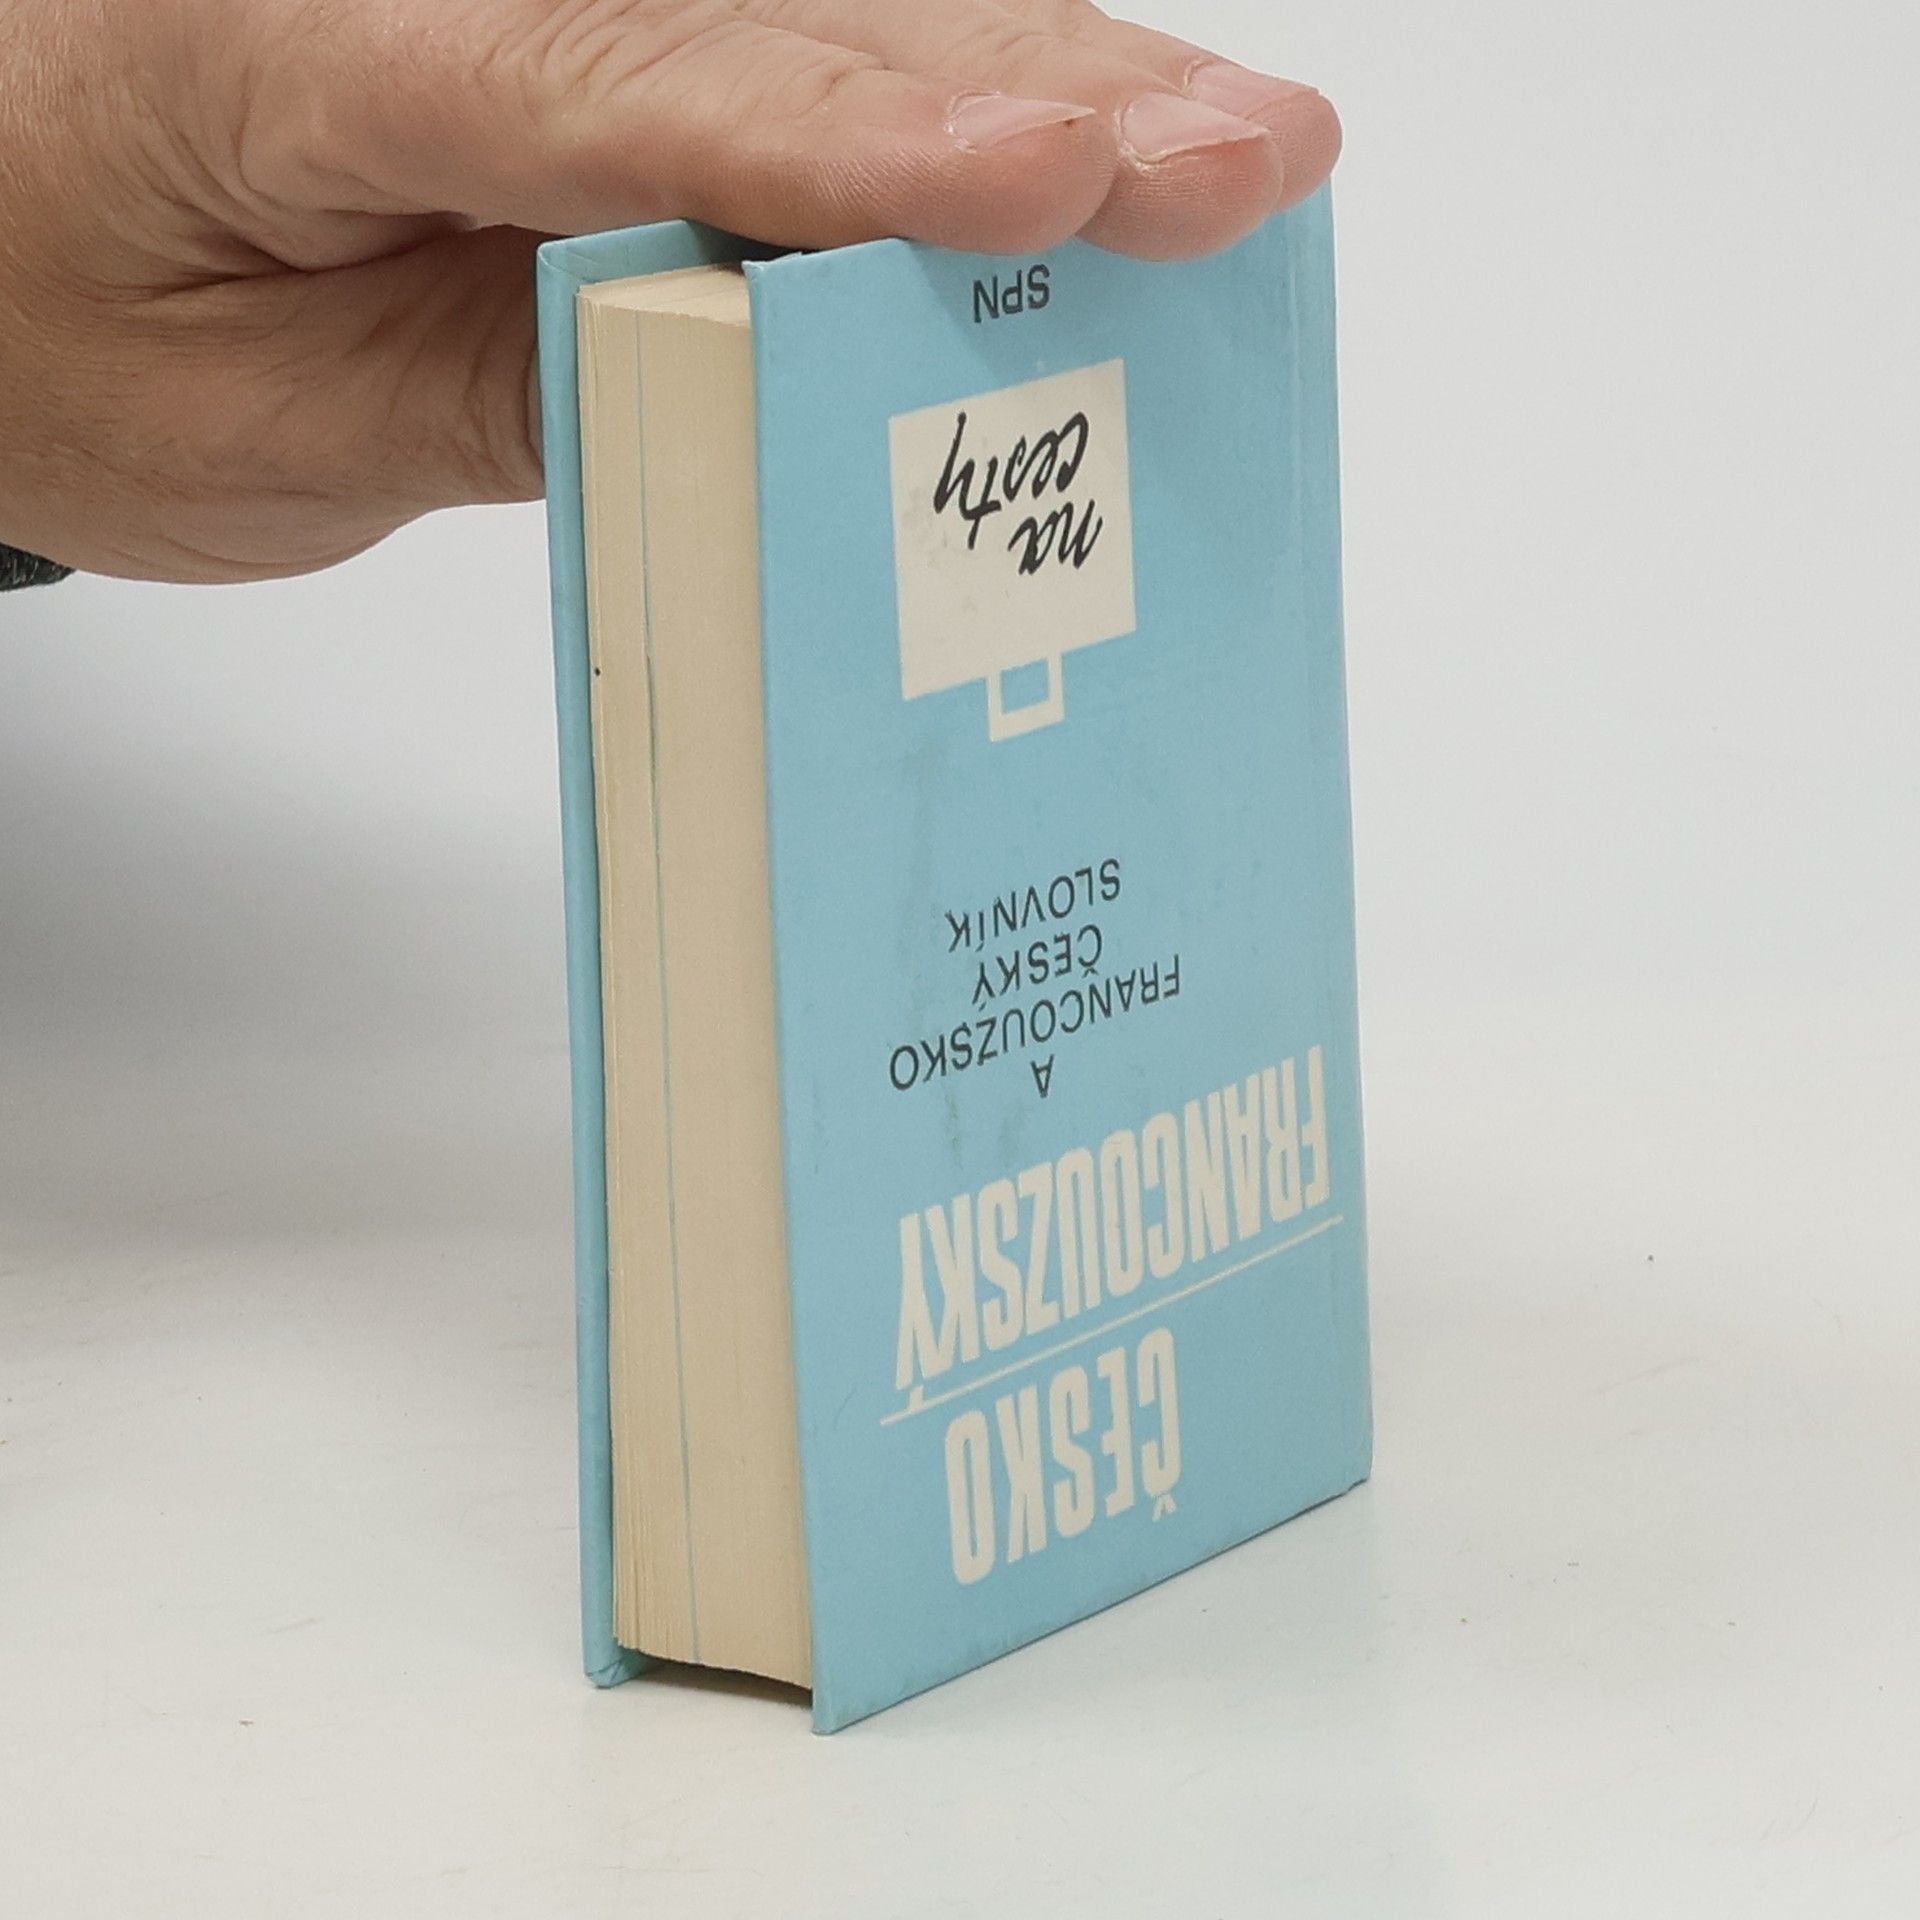 ČESKO
FRANCOUZSKÝ
A
FRANCOUZSKO
ČESKÝ
SLOVNÍK
na
cesty
SPN